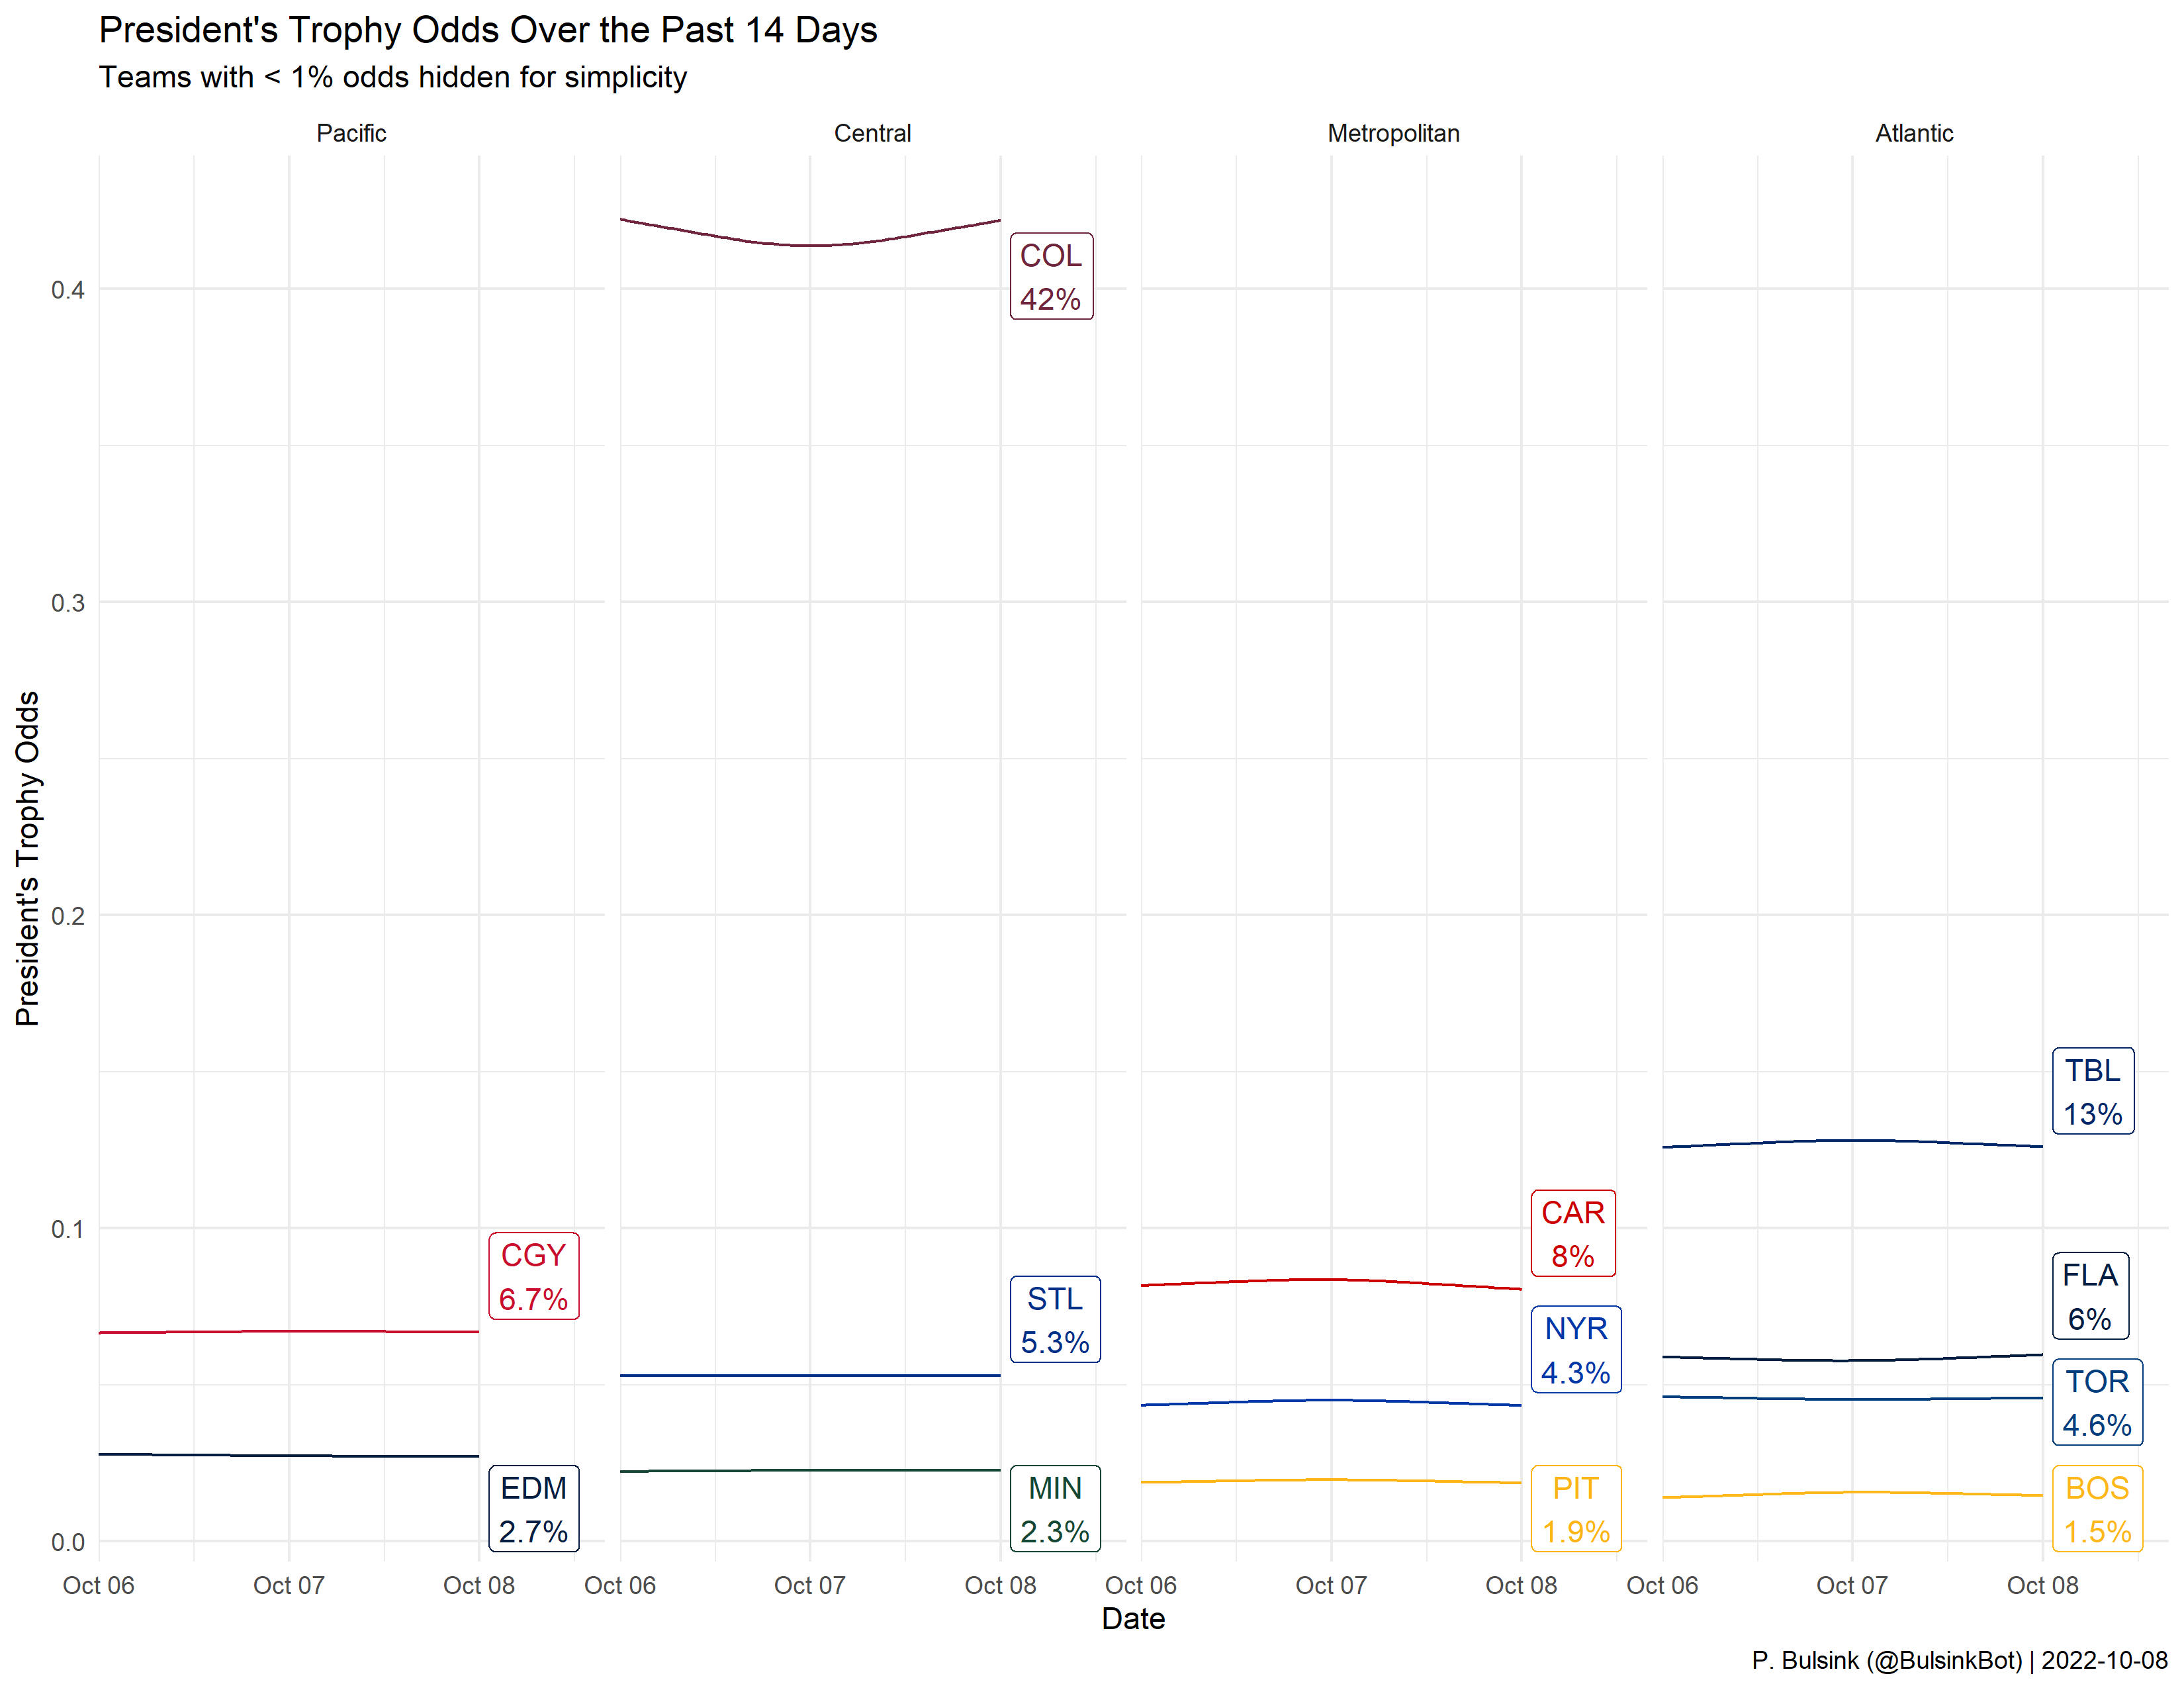 President's Trophy Odds Over the Past 14 Days
Teams with < 1% odds hidden for simplicity
Pacific
Central
Metropolitan
Atlantic
President's Trophy Odds
0.4
0.3
0.2
0.1
0.0
CGY
6.7%
EDM
2.7%
COL
42%
STL
5.3%
MIN
2.3%
CAR
8%
NYR
4.3%
PIT
1.9%
TBL
13%
FLA
6%
TOR
4.6%
BOS
1.5%
Oct 06 Oct 07 Oct 08
Oct 06 Oct 07 Oct 08
Oct 06 Oct 07 Oct 08
Oct 06 Oct 07 Oct 08
Date
P. Bulsink (@BulsinkBot) | 2022-10-08